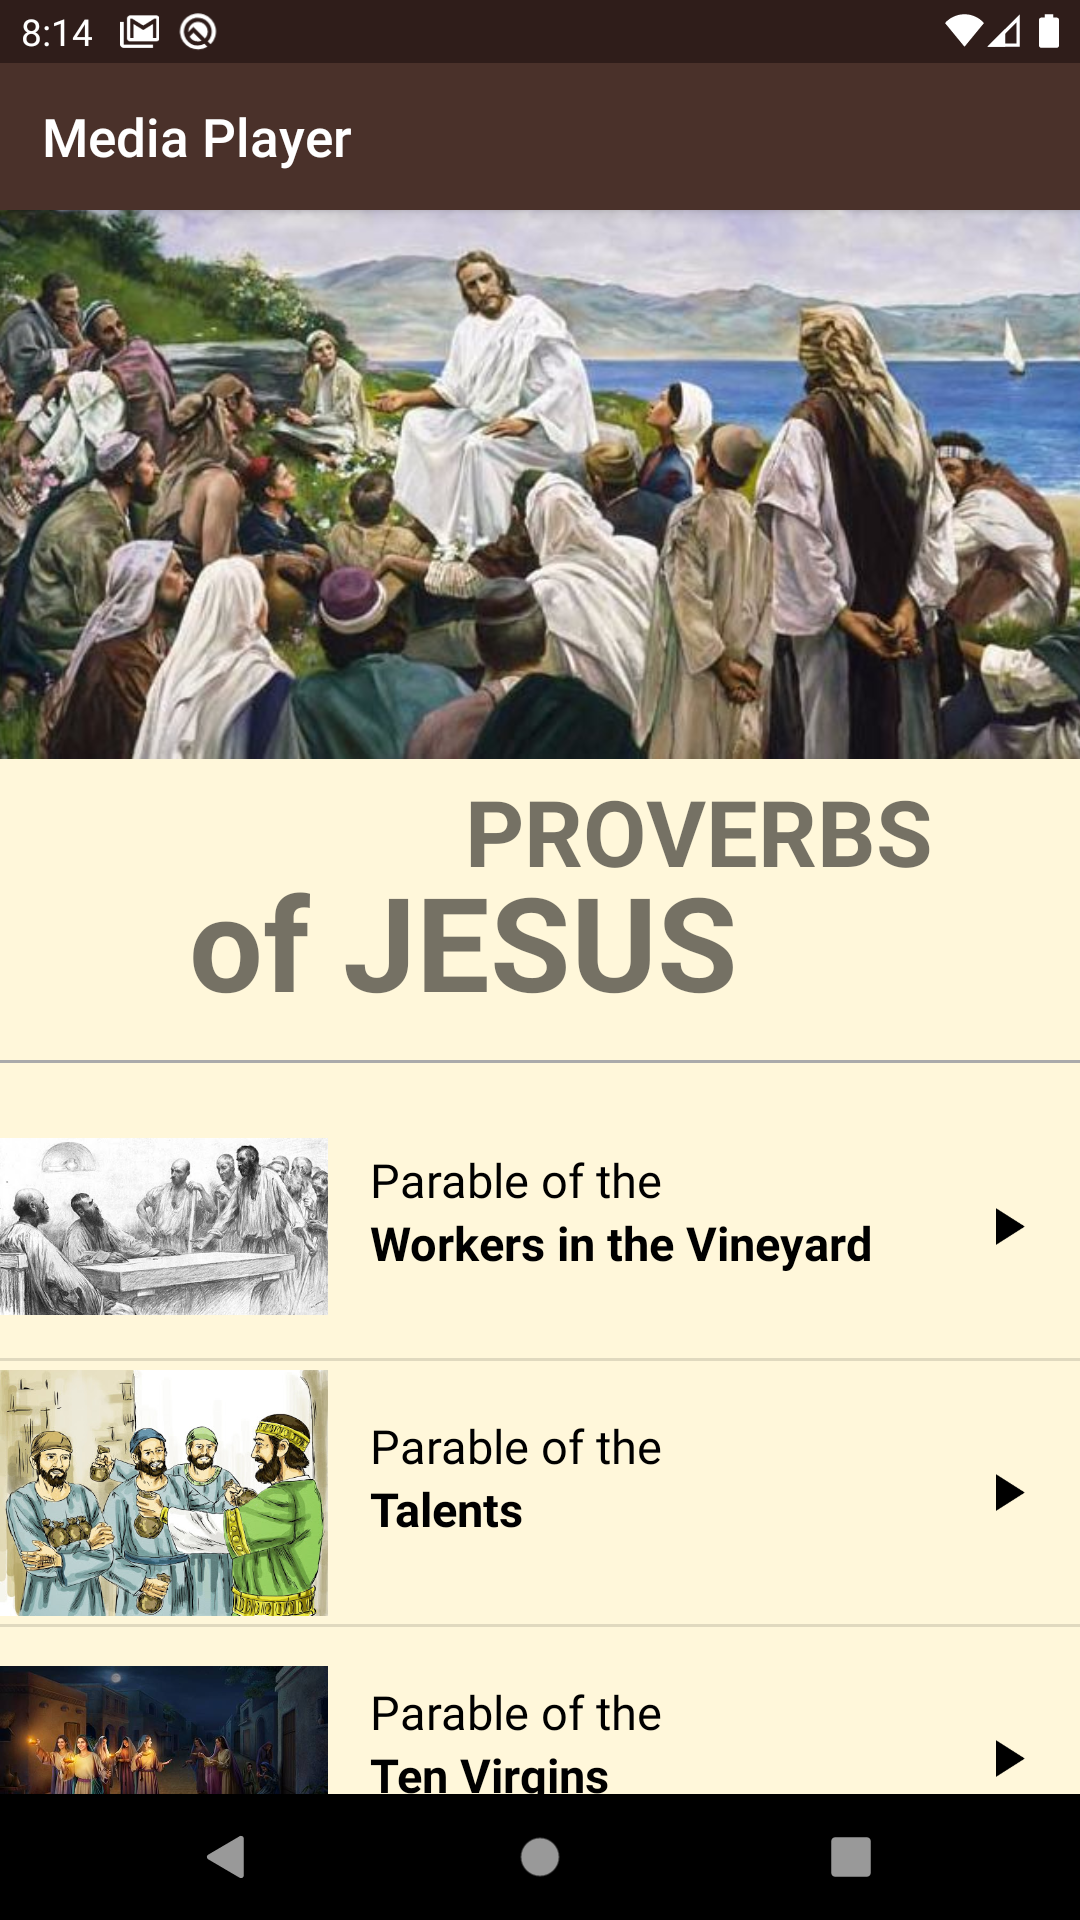 8:14
Media Player
PROVERBS
of JESUS
Parable of the
Workers in the Vineyard
Parable of the
Talents
Parable of the
Ten Virgins